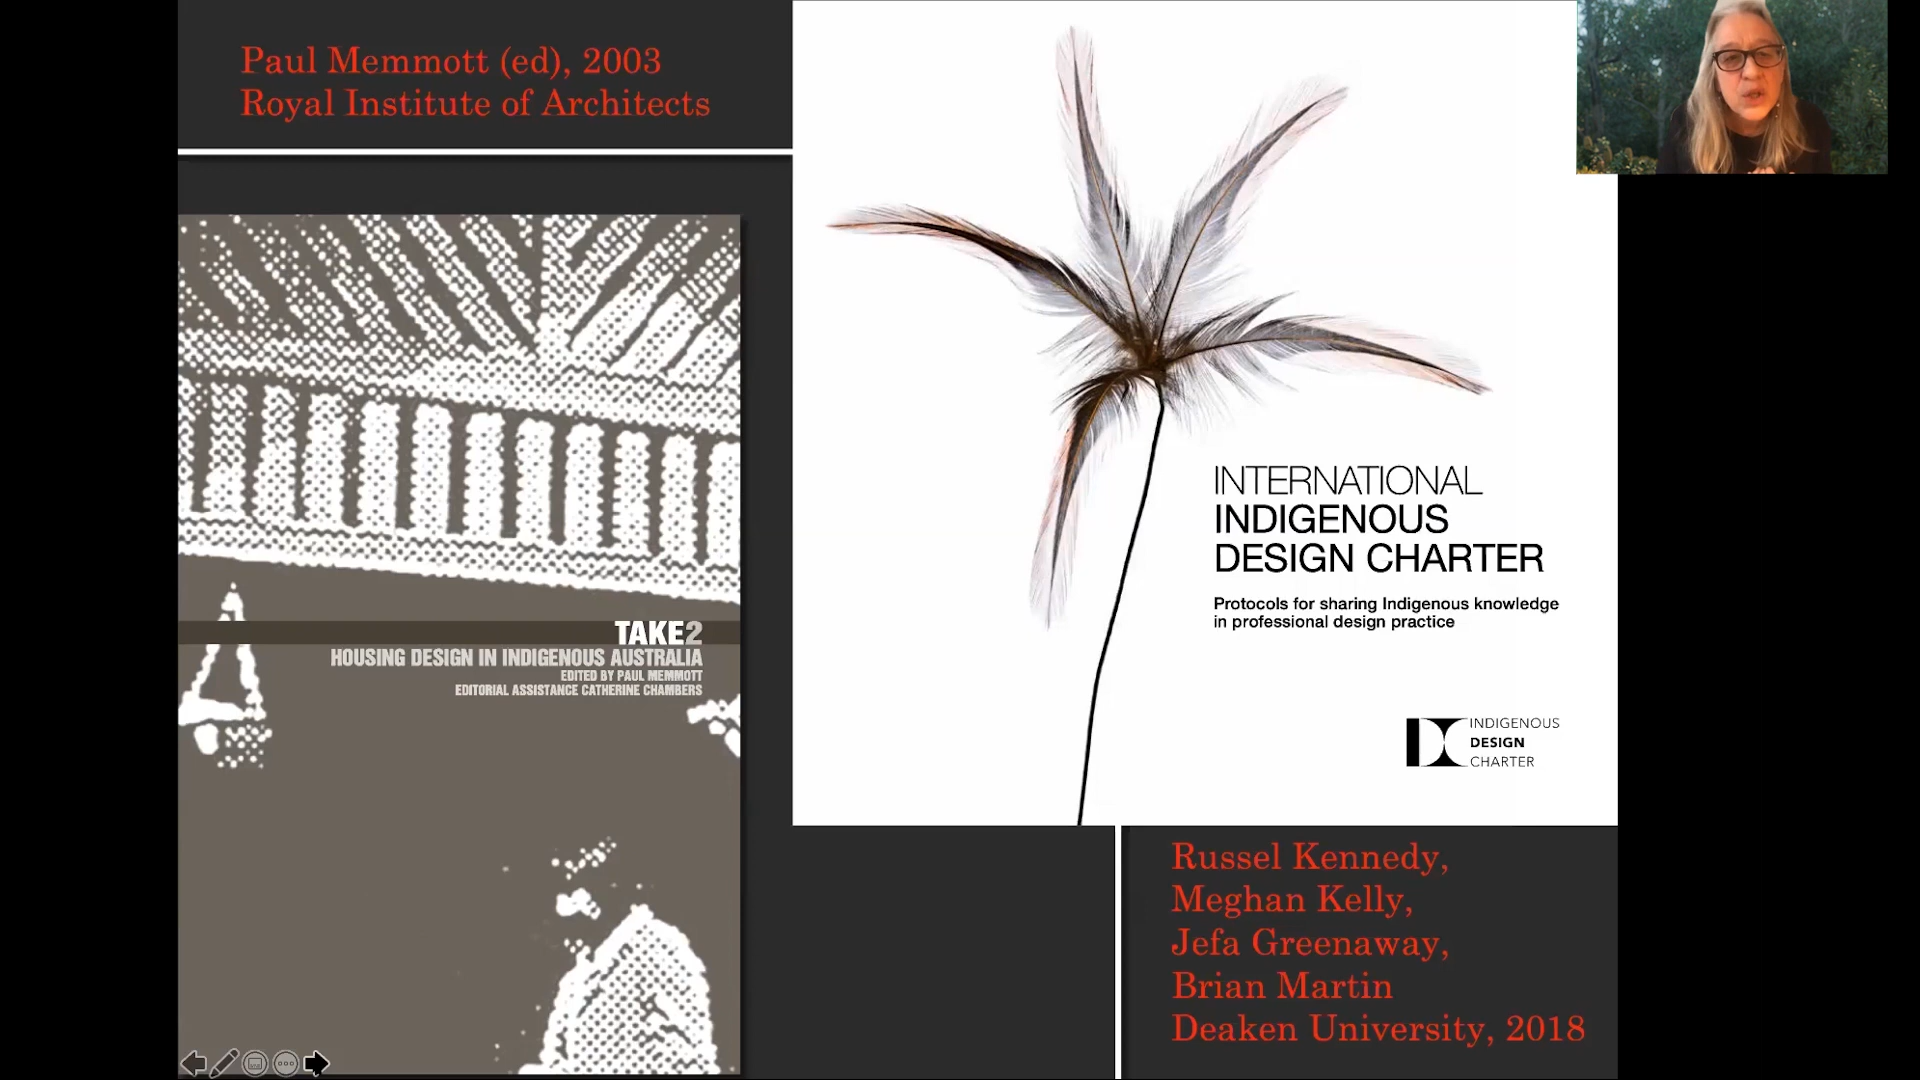 Paul Memmott (ed), 2003
Royal Institute of Architects
TAKE2
HOUSING DESIGN IN INDIGENOUS AUSTRALIA
EDITED BY PAUL MEMMOTT
EDITORIAL ASSISTANCE CATHERINE CHAMBERS
INTERNATIONAL
INDIGENOUS
DESIGN CHARTER
Protocols for sharing Indigenous knowledge
in professional design practice
INDIGENOUS
DESIGN
CHARTER
Russel Kennedy,
Meghan Kelly,
Jefa Greenaway,
Brian Martin
Deaken University, 2018